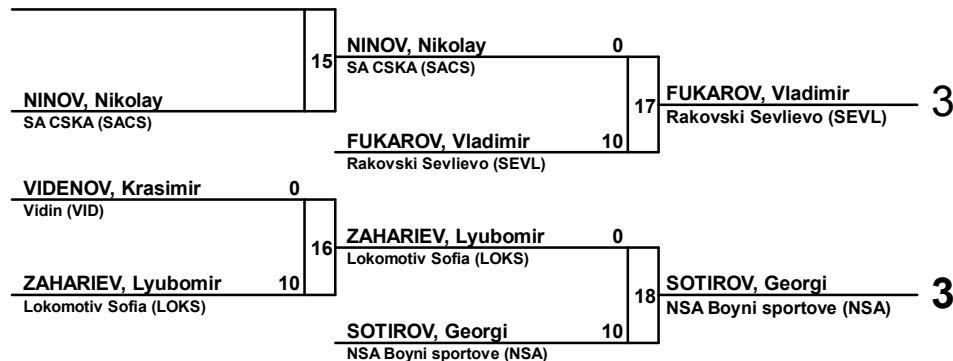 15
NINOV, Nikolay 0
SA CSKA (SACS)
NINOV, Nikolay
SA CSKA (SACS)
17
FUKAROV, Vladimir 3
Rakovski Sevlievo (SEVL)
FUKAROV, Vladimir 10
Rakovski Sevlievo (SEVL)
VIDENOV, Krasimir 0
Vidin (VID)
16
ZAHARIEV, Lyubomir 0
Lokomotiv Sofia (LOKS)
ZAHARIEV, Lyubomir 10
Lokomotiv Sofia (LOKS)
18
SOTIROV, Georgi 3
NSA Boyni sportove (NSA)
SOTIROV, Georgi 10
NSA Boyni sportove (NSA)